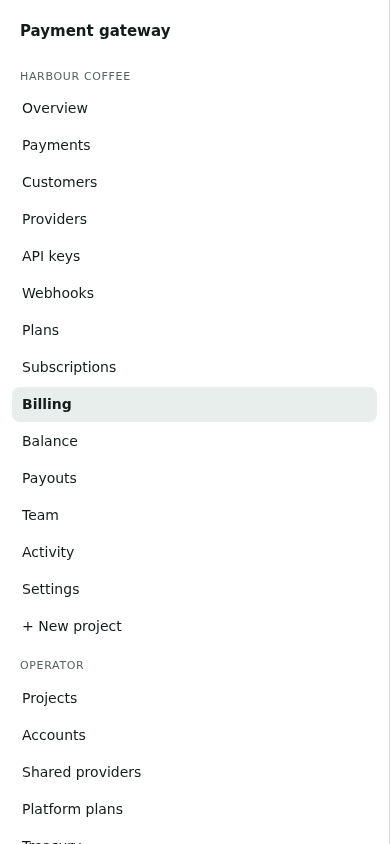 Payment gateway
HARBOUR COFFEE
Overview
Payments
Customers
Providers
API keys
Webhooks
Plans
Subscriptions
Billing
Balance
Payouts
Team
Activity
Settings
+ New project
OPERATOR
Projects
Accounts
Shared providers
Platform plans